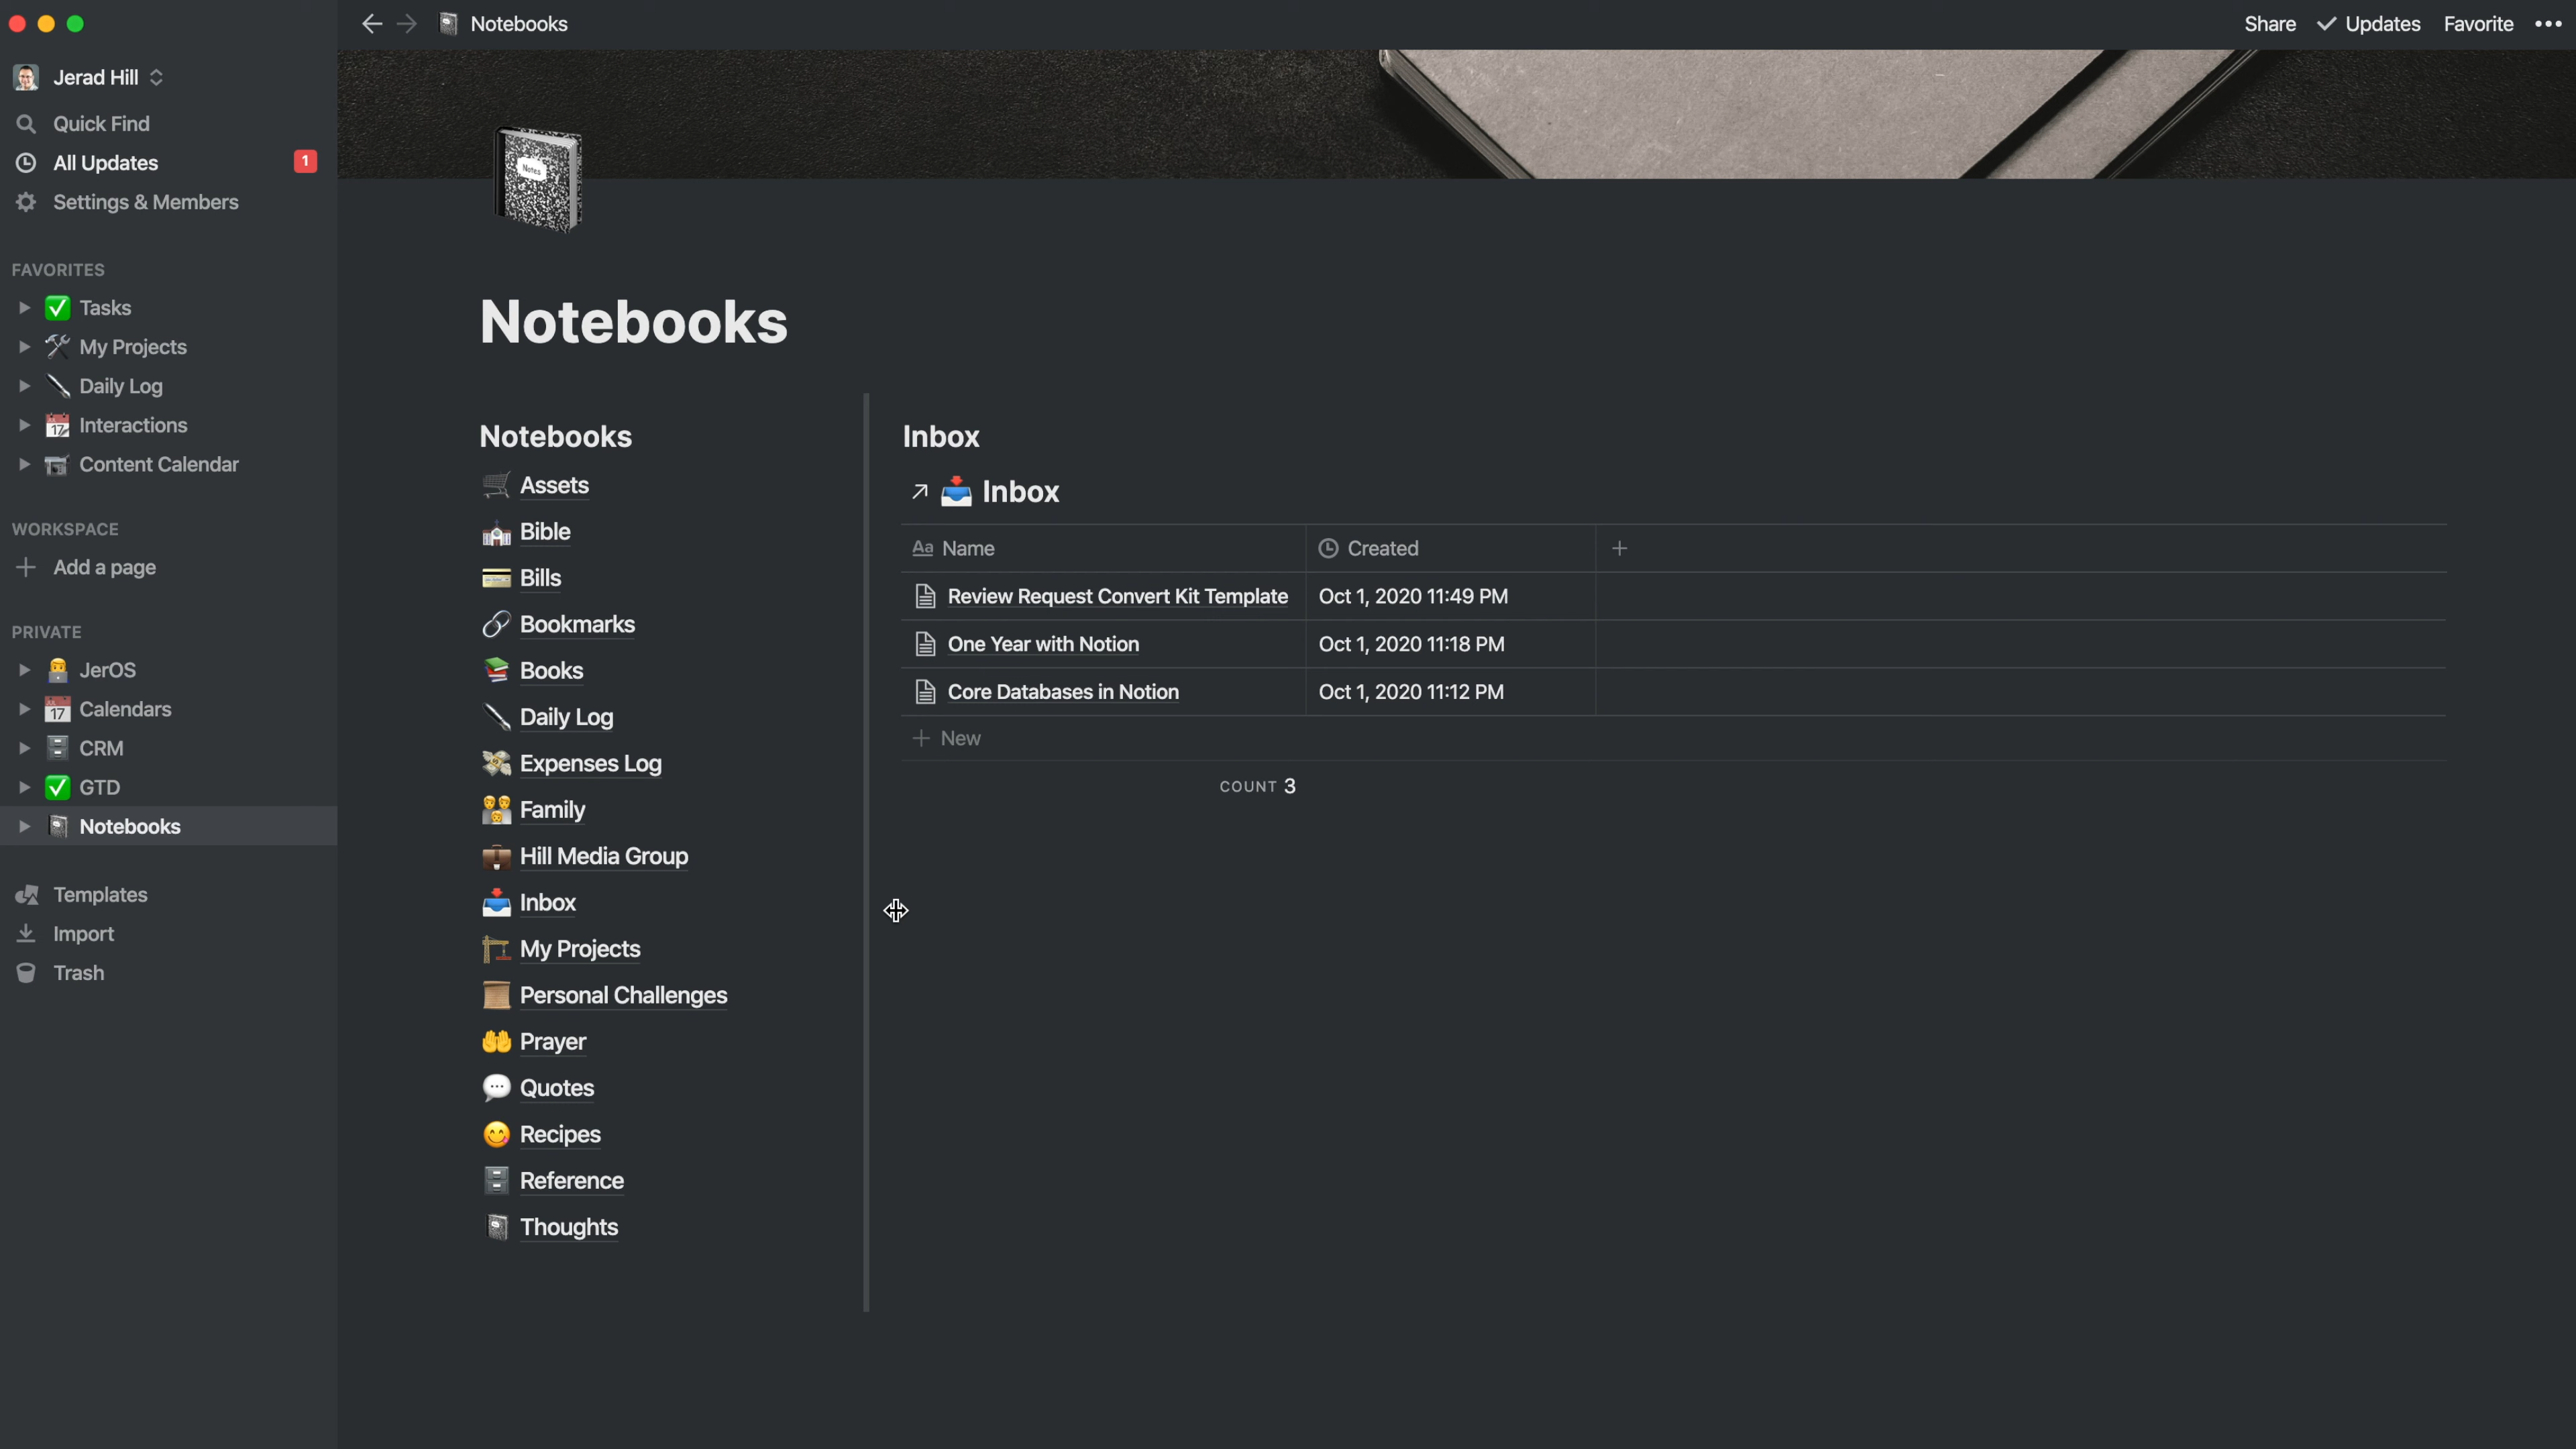 Notebooks
Share
Updates
Favorite
Jerad Hill
Quick Find
All Updates
1
Settings & Members
FAVORITES
Tasks
My Projects
Daily Log
Interactions
Content Calendar
WORKSPACE
Add a page
PRIVATE
JerOS
Calendars
CRM
GTD
Notebooks
Templates
Import
Trash
Notes
Notebooks
Notebooks
Assets
Bible
Bills
Bookmarks
Books
Daily Log
Expenses Log
Family
Hill Media Group
Inbox
My Projects
Personal Challenges
Prayer
Quotes
Recipes
Reference
Thoughts
Inbox
Inbox
Aa Name Created
Review Request Convert Kit Template Oct 1, 2020 11:49 PM
One Year with Notion Oct 1, 2020 11:18 PM
Core Databases in Notion Oct 1, 2020 11:12 PM
New
COUNT 3